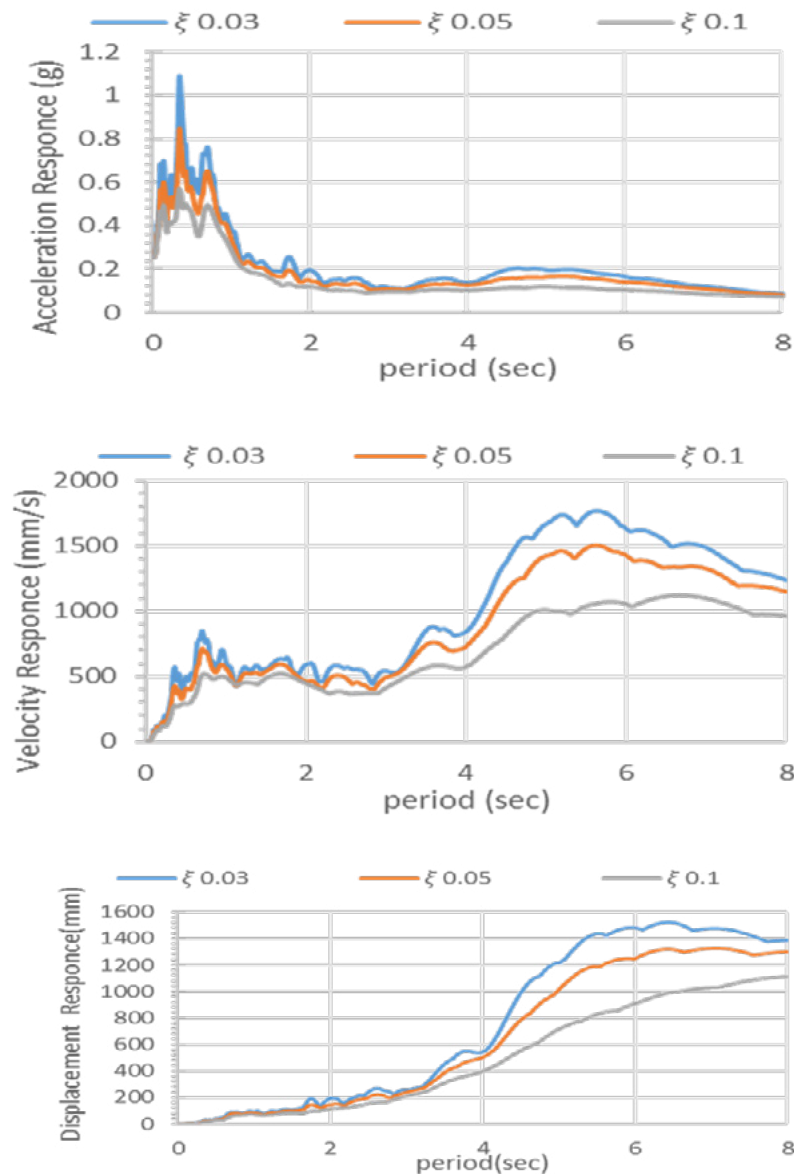 ξ 0.03 ξ 0.05 ξ 0.1
Acceleration Responce (g)
1.2
1
0.8
0.6
0.4
0.2
0
0 2 4 6 8
period (sec)
ξ 0.03 ξ 0.05 ξ 0.1
Velocity Responce (mm/s)
2000
1500
1000
500
0
0 2 4 6 8
period (sec)
ξ 0.03 ξ 0.05 ξ 0.1
Displacement Responce(mm)
1600
1400
1200
1000
800
600
400
200
0
0 2 4 6 8
period(sec)